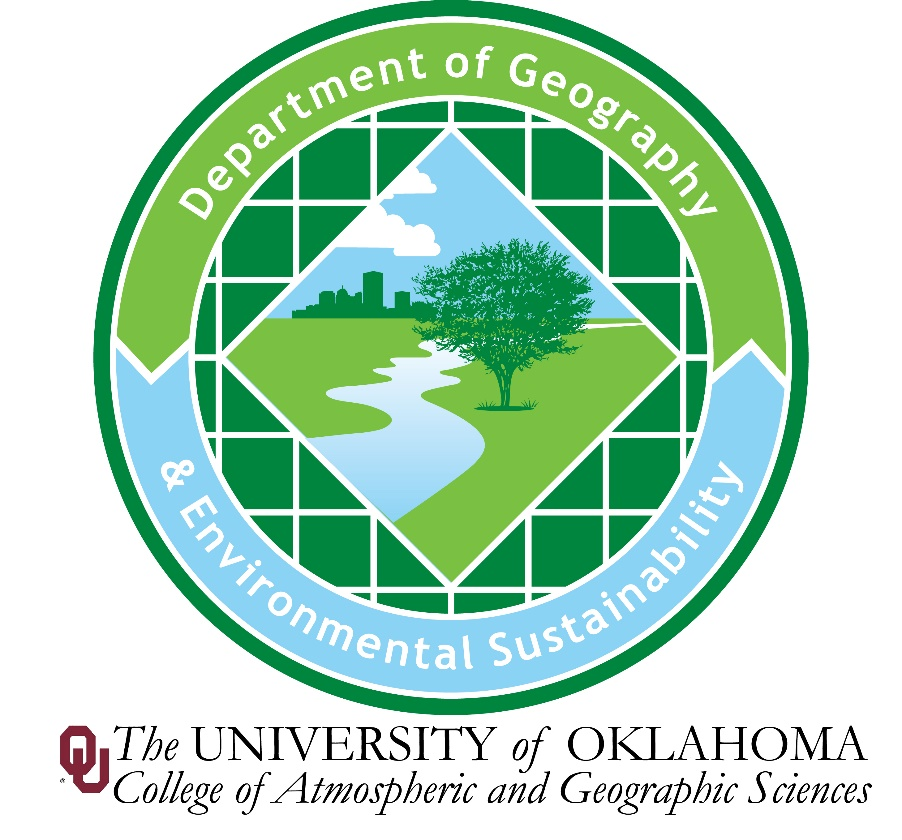 Department of Geography
& Environmental Sustainability
OU The UNIVERSITY of OKLAHOMA
College of Atmospheric and Geographic Sciences